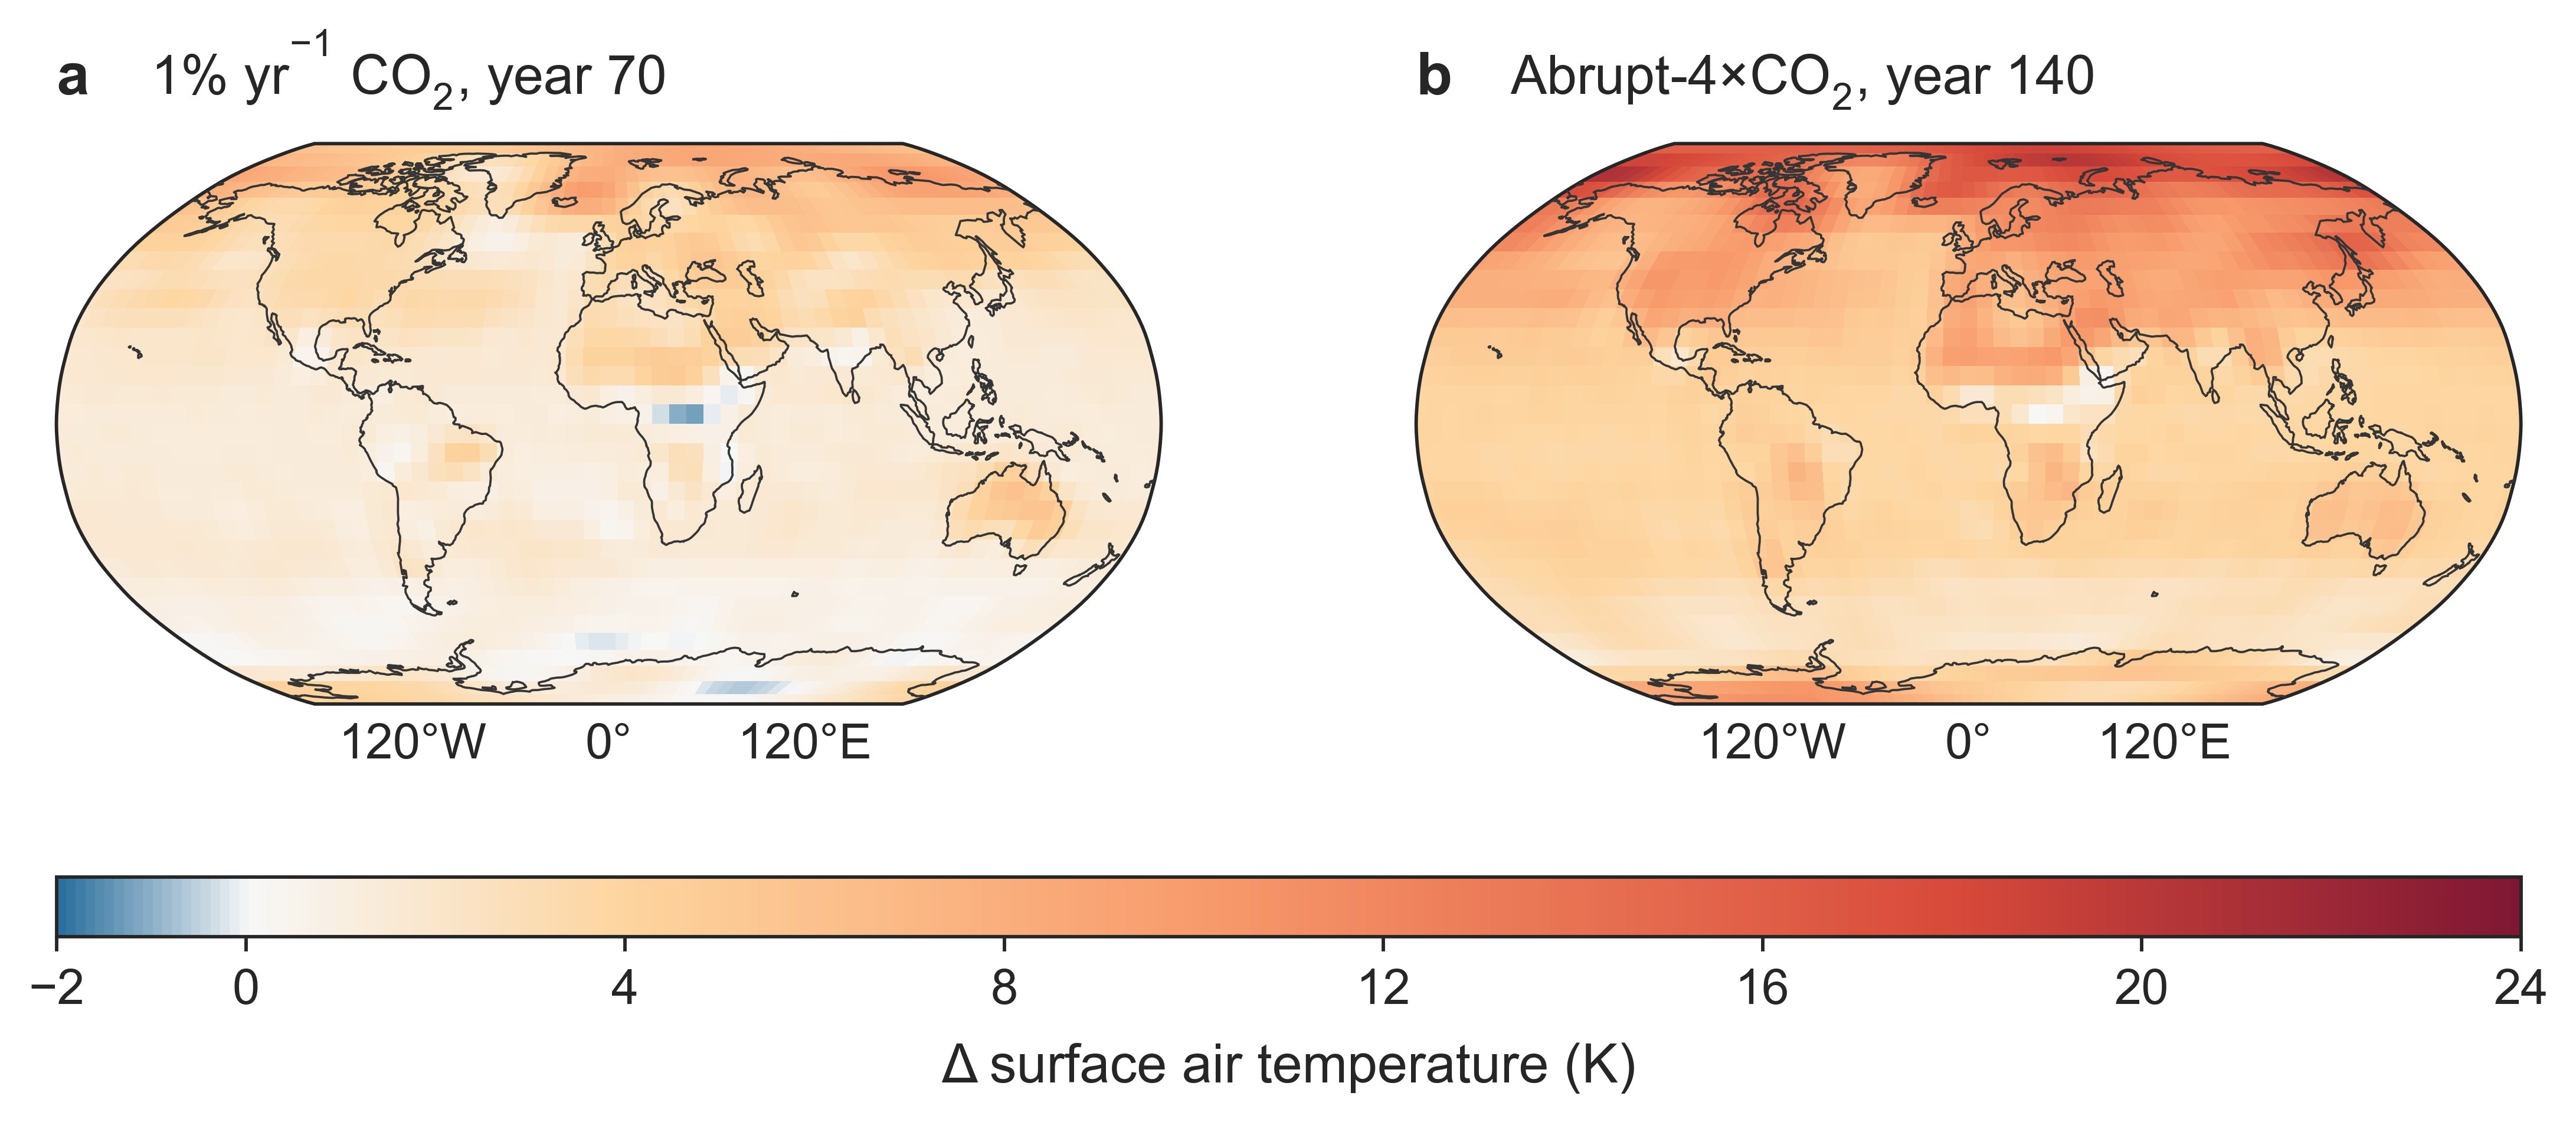 a 1% yr⁻¹ CO₂, year 70
b Abrupt-4×CO₂, year 140
120°W 0° 120°E
120°W 0° 120°E
−2 0 4 8 12 16 20 24
Δ surface air temperature (K)